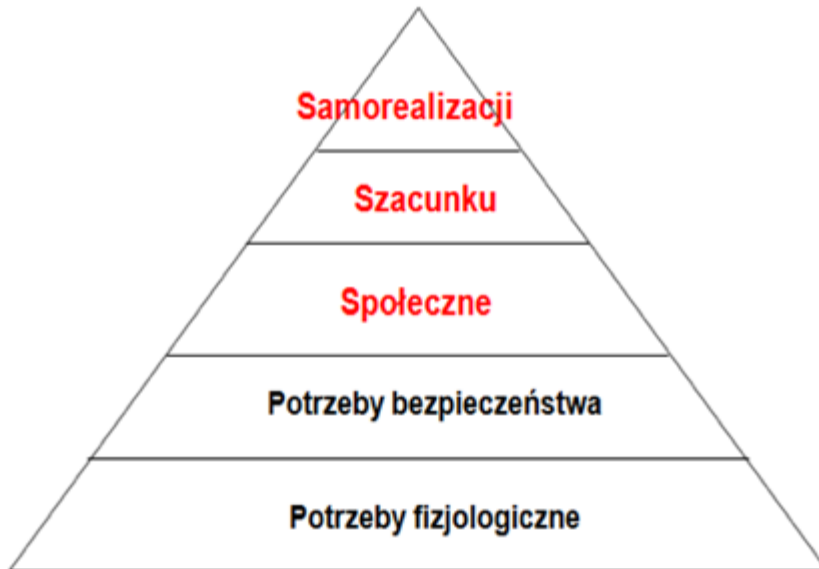 Samorealizacji
Szacunku
Społeczne
Potrzeby bezpieczeństwa
Potrzeby fizjologiczne